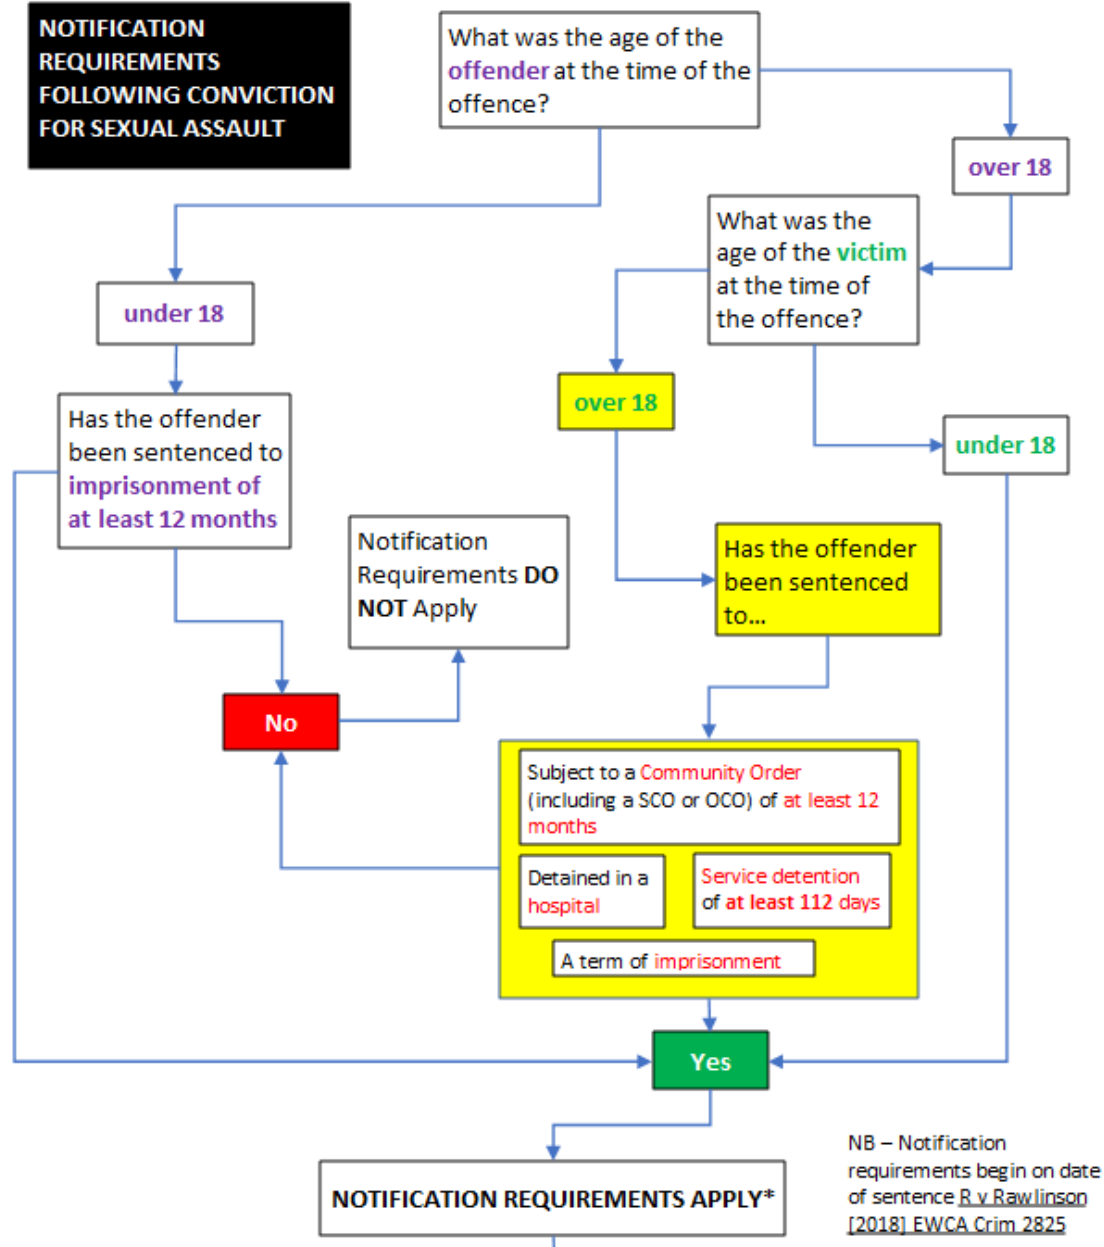 NOTIFICATION
REQUIREMENTS
FOLLOWING CONVICTION
FOR SEXUAL ASSAULT
What was the age of the
offender at the time of the
offence?
over 18
What was the
age of the victim
at the time of
the offence?
under 18
over 18
under 18
Has the offender
been sentenced to
imprisonment of
at least 12 months
Notification
Requirements DO
NOT Apply
Has the offender
been sentenced
to...
No
Subject to a Community Order
(including a SCO or OCO) of at least 12
months
Detained in a
hospital
Service detention
of at least 112 days
A term of imprisonment
Yes
NOTIFICATION REQUIREMENTS APPLY*
NB – Notification
requirements begin on date
of sentence R v Rawlinson
[2018] EWCA Crim 2825